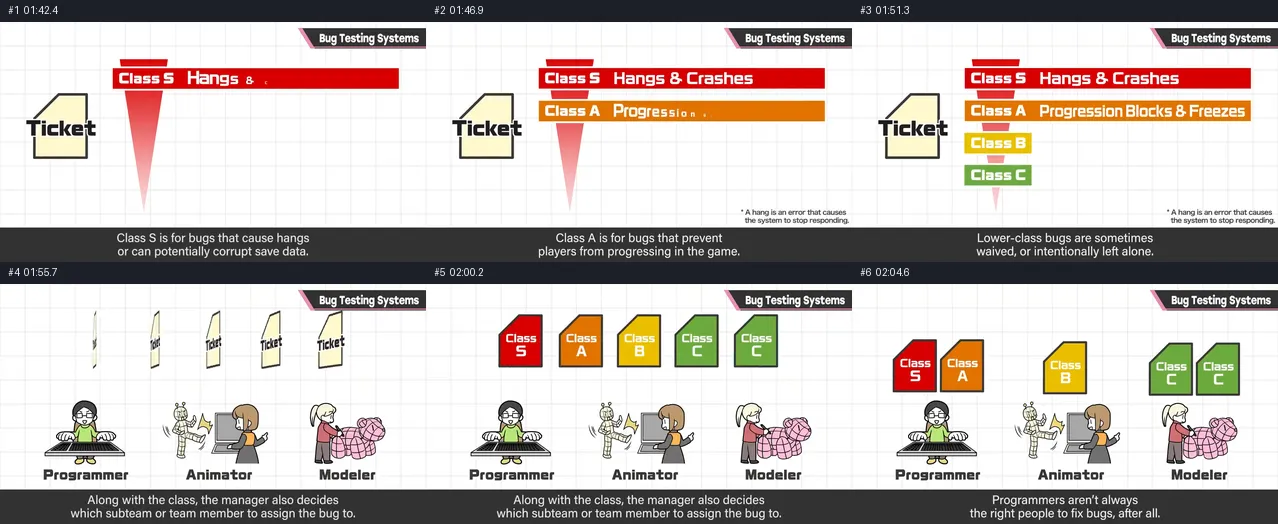 #1 01:42.4
Bug Testing Systems
Class S Hangs &
Ticket
Class S is for bugs that cause hangs
or can potentially corrupt save data.
#2 01:46.9
Bug Testing Systems
Class S Hangs & Crashes
Class A Progression
Ticket
* A hang is an error that causes
the system to stop responding.
Class A is for bugs that prevent
players from progressing in the game.
#3 01:51.3
Bug Testing Systems
Class S Hangs & Crashes
Class A Progression Blocks & Freezes
Ticket
Class B
Class C
* A hang is an error that causes
the system to stop responding.
Lower-class bugs are sometimes
waived, or intentionally left alone.
#4 01:55.7
Bug Testing Systems
Ticket
Ticket
Ticket
Ticket
Programmer
Animator
Modeler
Along with the class, the manager also decides
which subteam or team member to assign the bug to.
#5 02:00.2
Bug Testing Systems
Class S
Class A
Class B
Class C
Class C
Programmer
Animator
Modeler
Along with the class, the manager also decides
which subteam or team member to assign the bug to.
#6 02:04.6
Bug Testing Systems
Class S
Class A
Class B
Class C
Class C
Programmer
Animator
Modeler
Programmers aren't always
the right people to fix bugs, after all.